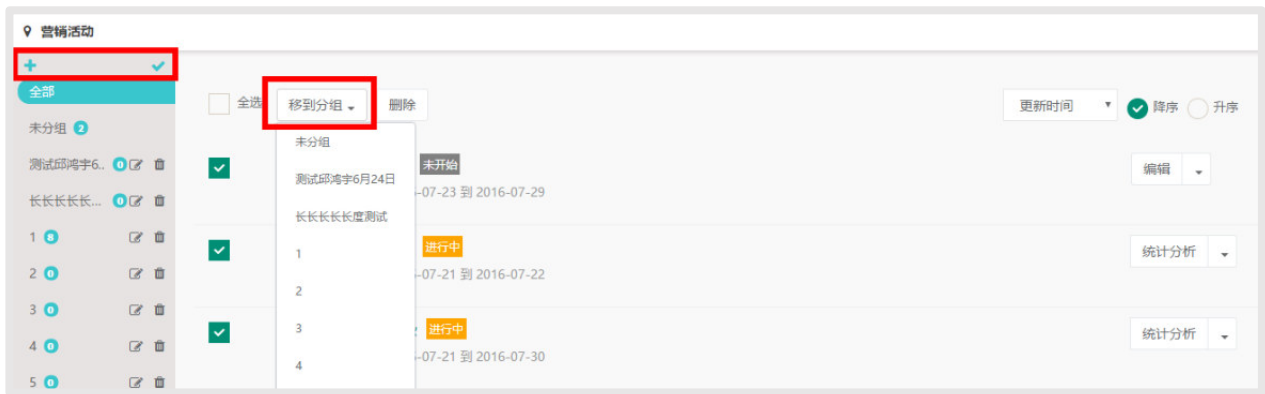 营销活动
全部
未分组 2
测试邱鸿宇6.. 0
长长长长长... 0
1 8
2 0
3 0
4 0
5 0
全选
移到分组
删除
更新时间
降序
升序
未分组
测试邱鸿宇6月24日
长长长长长度测试
1
2
3
4
未开始
-07-23 到 2016-07-29
编辑
进行中
-07-21 到 2016-07-22
统计分析
进行中
-07-21 到 2016-07-30
统计分析